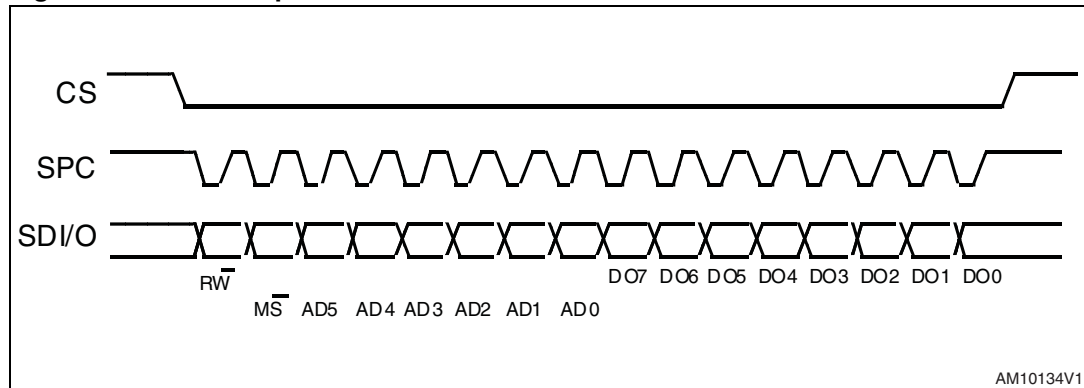 CS
SPC
SDI/O
RW
DO7 DO6 DO5 DO4 DO3 DO2 DO1 DO0
MS AD5 AD4 AD3 AD2 AD1 AD0
AM10134V1